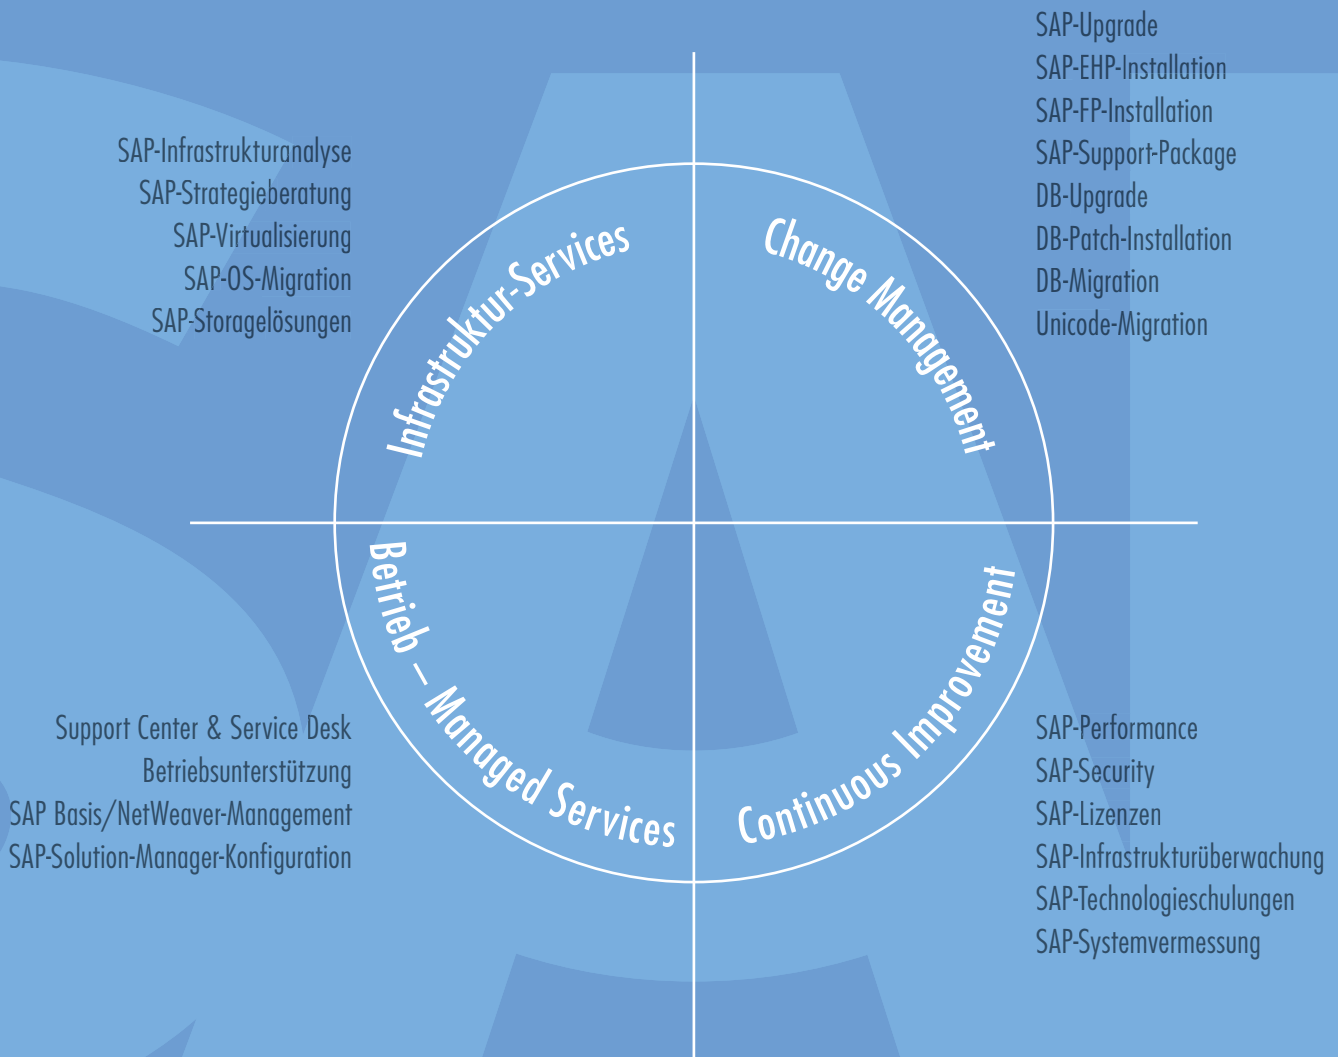 SAP-Infrastrukturanalyse
SAP-Strategieberatung
SAP-Virtualisierung
SAP-OS-Migration
SAP-Storagelösungen
Infrastruktur-Services
Change Management
SAP-Upgrade
SAP-EHP-Installation
SAP-FP-Installation
SAP-Support-Package
DB-Upgrade
DB-Patch-Installation
DB-Migration
Unicode-Migration
Betrieb – Managed Services
Support Center & Service Desk
Betriebsunterstützung
SAP Basis/NetWeaver-Management
SAP-Solution-Manager-Konfiguration
Continuous Improvement
SAP-Performance
SAP-Security
SAP-Lizenzen
SAP-Infrastrukturüberwachung
SAP-Technologieschulungen
SAP-Systemvermessung